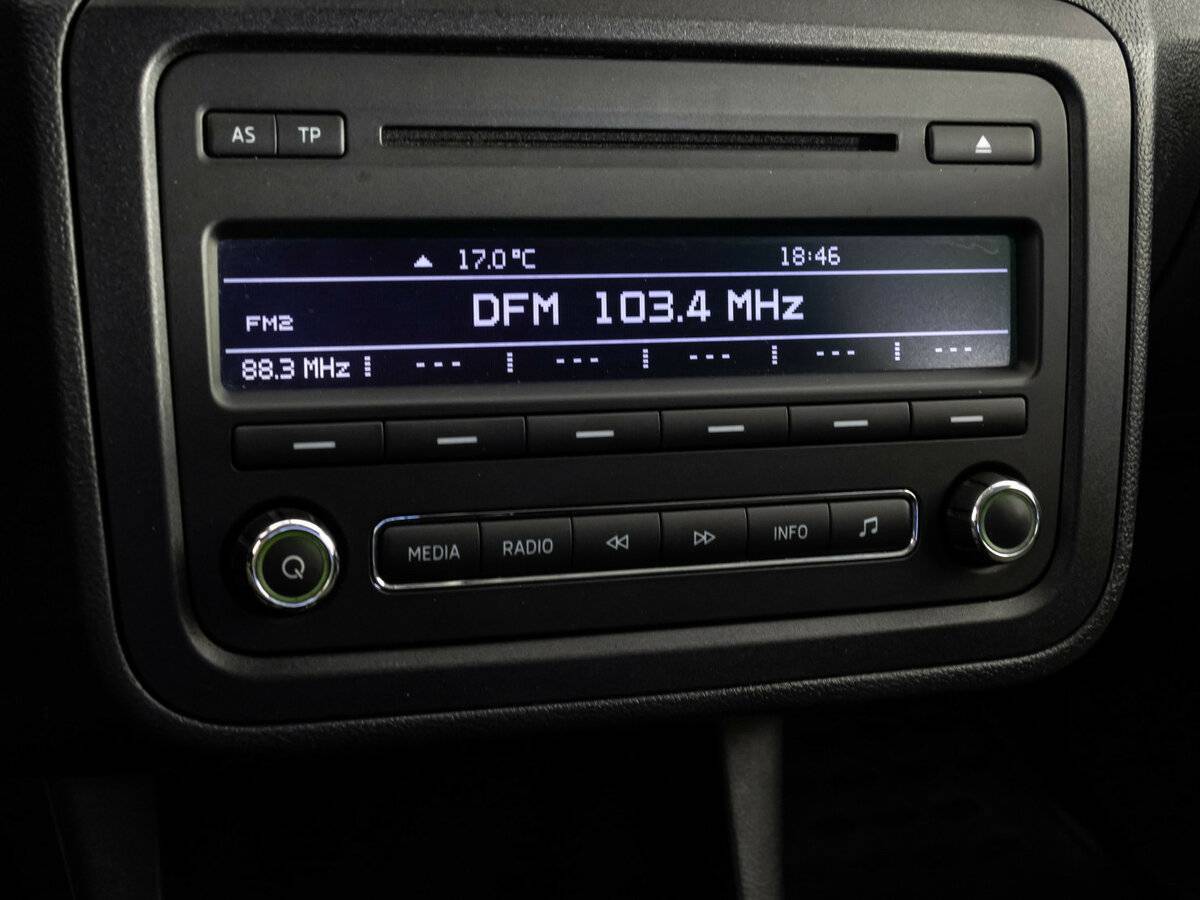 AS TP
17.0°C 18:46
DFM 103.4 MHz
FM2
88.3 MHz --- --- --- --- ---
MEDIA RADIO INFO